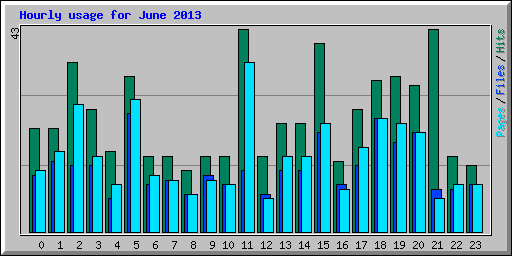 Hourly usage for June 2013
43
Pages / Files / Hits
0 1 2 3 4 5 6 7 8 9 10 11 12 13 14 15 16 17 18 19 20 21 22 23